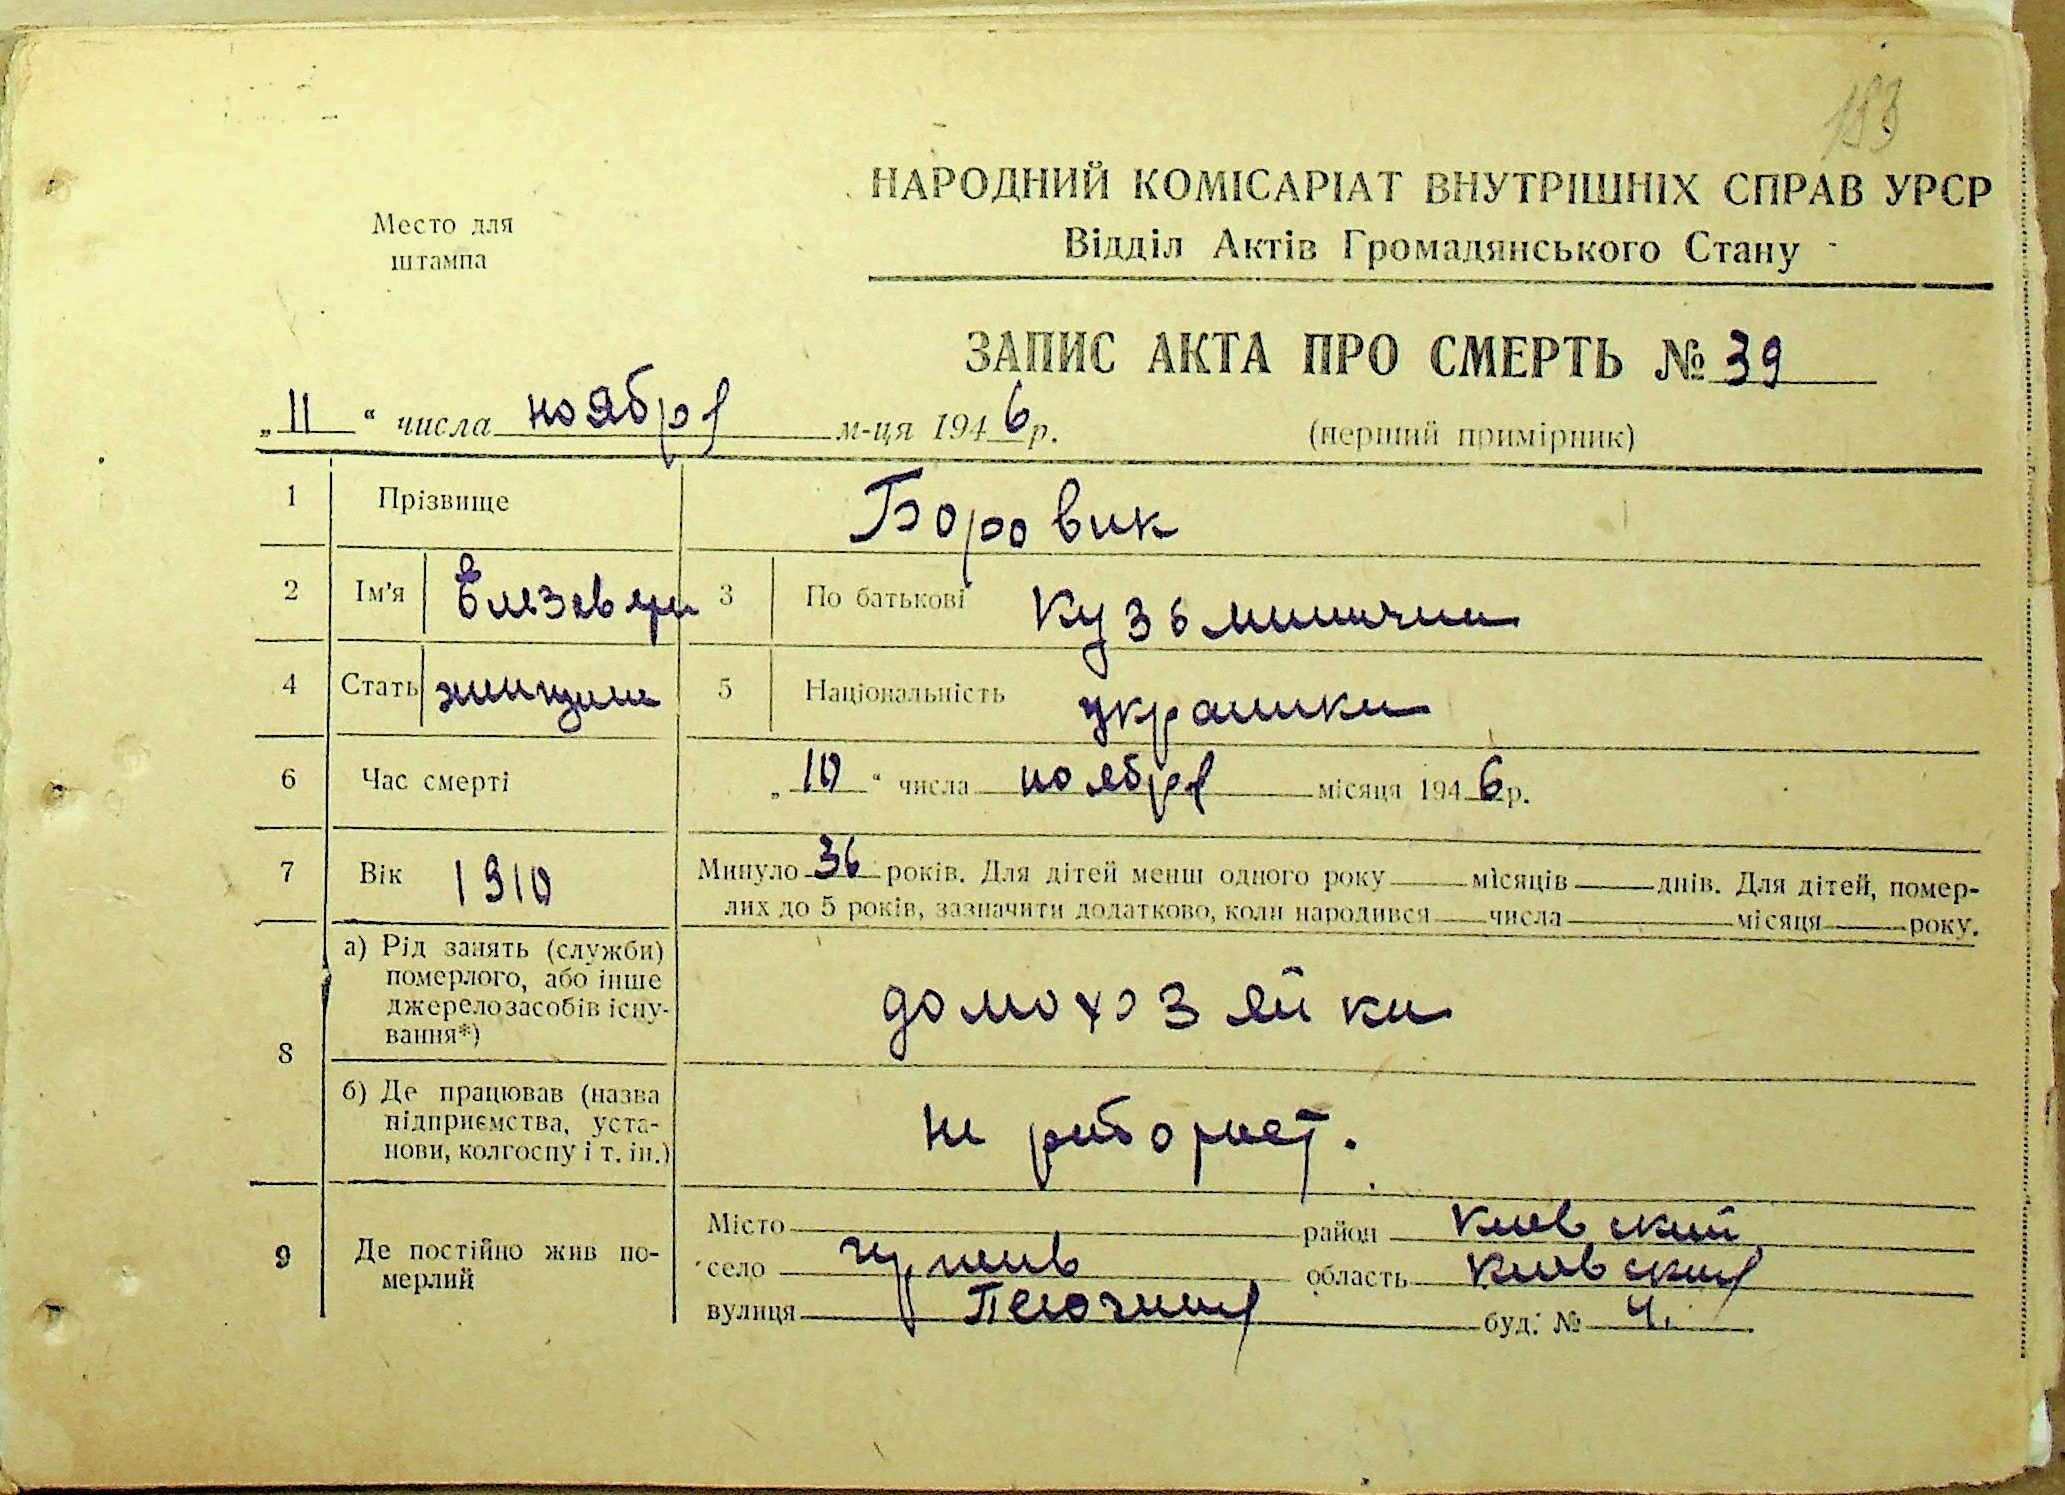 193
НАРОДНИЙ КОМІСАРІАТ ВНУТРІШНІХ СПРАВ УРСР
Место для
штампа
Відділ Актів Громадянського Стану
ЗАПИС АКТА ПРО СМЕРТЬ № 39
„ 11 “ числа ноября м-ця 1946 р.
(перший примірник)
1 Прізвище Боровик
2 Ім'я Елезавета 3 По батькові Кузьминична
4 Стать женщина 5 Національність украинка
6 Час смерті „ 10 “ числа ноября місяця 1946 р.
7 Вік 1910 Минуло 36 років. Для дітей менш одного року місяців днів. Для дітей, помер-
лих до 5 років, зазначити додатково, коли народився числа місяця року.
8 а) Рід занять (служби)
померлого, або інше
джерело засобів існу-
вання*)
домохозяйка
б) Де працював (назва
підприємства, уста-
нови, колгоспу і т. ін.)
не работает.
9 Де постійно жив по-
мерлий
Місто район Киевский
село область Киевская
вулиця буд. № 4.